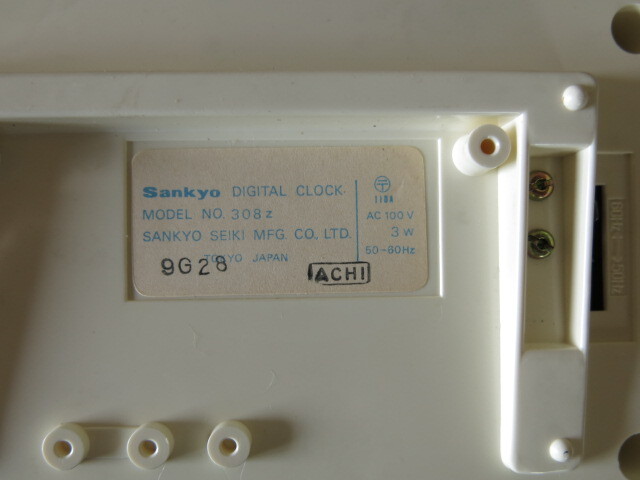 Sankyo DIGITAL CLOCK
MODEL NO. 308z
SANKYO SEIKI MFG. CO., LTD.
TOKYO JAPAN
9G28
ACHI
〒
AC 100 V
3 W
50-60Hz